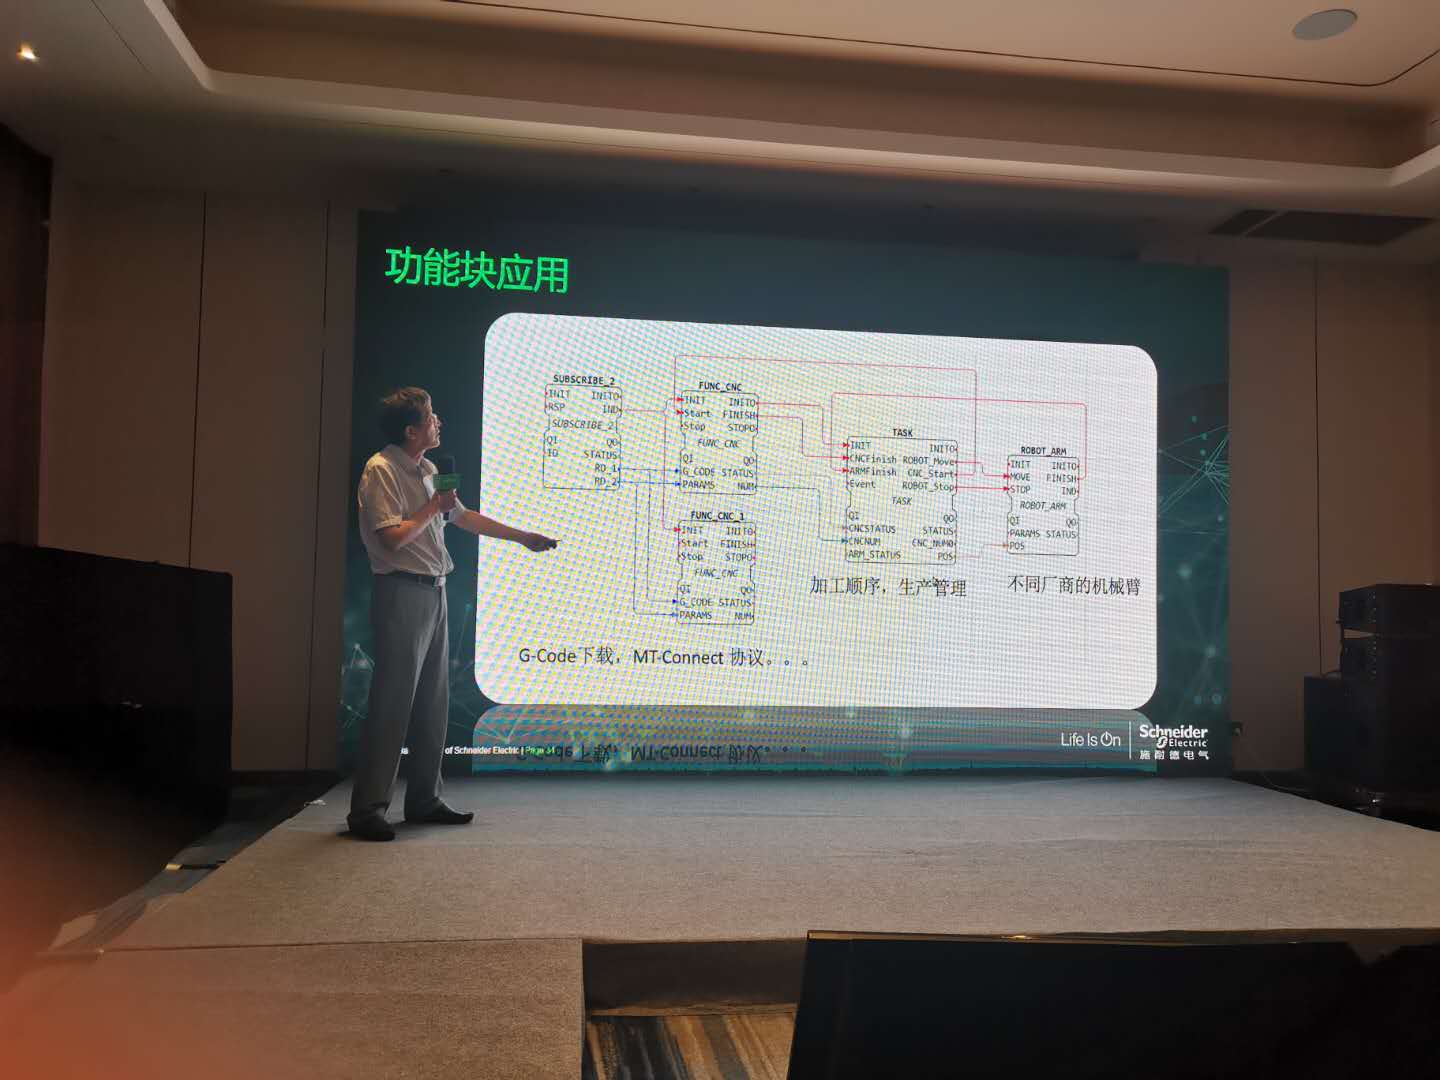 功能块应用
SUBSCRIBE_2
INIT INITO
RSP IND
SUBSCRIBE_2
QI QO
ID STATUS
RD_1
RD_2
FUNC_CNC
INIT INITO
Start FINISH
Stop STOPO
FUNC_CNC
QI QO
G_CODE STATUS
PARAMS NUM
FUNC_CNC_1
INIT INITO
Start FINISH
Stop STOPO
FUNC_CNC
QI QO
G_CODE STATUS
PARAMS NUM
TASK
INIT INITO
CNCFinish ROBOT_Move
ARMFinish CNC_Start
Event ROBOT_Stop
TASK
QI QO
CNCSTATUS STATUS
CNCNUM CNC_NUMO
ARM_STATUS POS
ROBOT_ARM
INIT INITO
MOVE FINISH
STOP IND
ROBOT_ARM
QI QO
PARAMS STATUS
POS
加工顺序，生产管理
不同厂商的机械臂
G-Code下载，MT-Connect 协议。。。
of Schneider Electric | Page
Life Is On
Schneider
Electric
施耐德电气